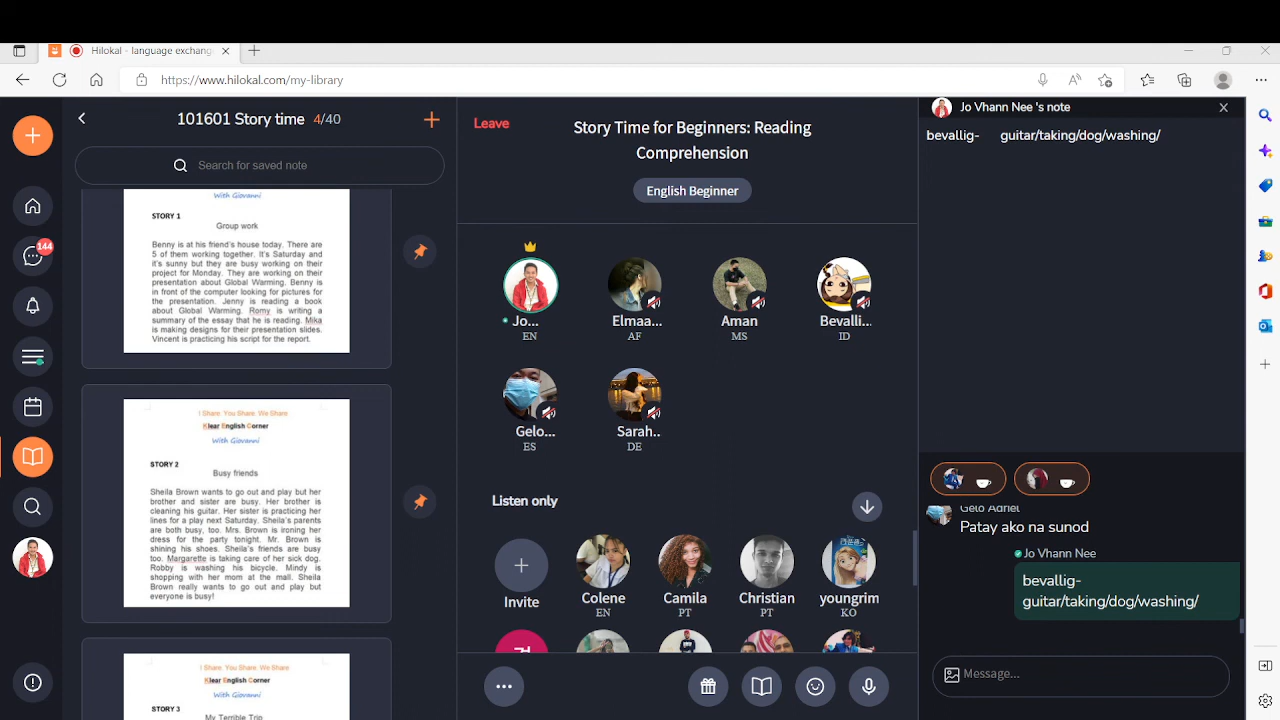 Hilokal - language exchang
https://www.hilokal.com/my-library
144
101601 Story time 4/40
Search for saved note
With Giovanni
STORY 1
Group work
Benny is at his friend's house today. There are
5 of them working together. It's Saturday and
it's sunny but they are busy working on their
project for Monday. They are working on their
presentation about Global Warming. Benny is
in front of the computer looking for pictures for
the presentation. Jenny is reading a book
about Global Warming. Romy is writing a
summary of the essay that he is reading. Mika
is making designs for their presentation slides.
Vincent is practicing his script for the report.
I Share. You Share. We Share
Klear English Corner
With Giovanni
STORY 2
Busy friends
Sheila Brown wants to go out and play but her
brother and sister are busy. Her brother is
cleaning his guitar. Her sister is practicing her
lines for a play next Saturday. Sheila's parents
are both busy, too. Mrs. Brown is ironing her
dress for the party tonight. Mr. Brown is
shining his shoes. Sheila's friends are busy
too. Margarette is taking care of her sick dog.
Robby is washing his bicycle. Mindy is
shopping with her mom at the mall. Sheila
Brown really wants to go out and play but
everyone is busy!
I Share. You Share. We Share
Klear English Corner
With Giovanni
STORY 3
My Terrible Trip
Leave
Story Time for Beginners: Reading
Comprehension
English Beginner
Jo... Elmaa... Aman Bevalli...
EN AF MS ID
Gelo... Sarah...
ES DE
Listen only
Invite Colene Camila Christian youngrim
EN PT PT KO
Jo Vhann Nee 's note
bevallig- guitar/taking/dog/washing/
Gelo Adriel
Patay ako na sunod
Jo Vhann Nee
bevallig-
guitar/taking/dog/washing/
Message...